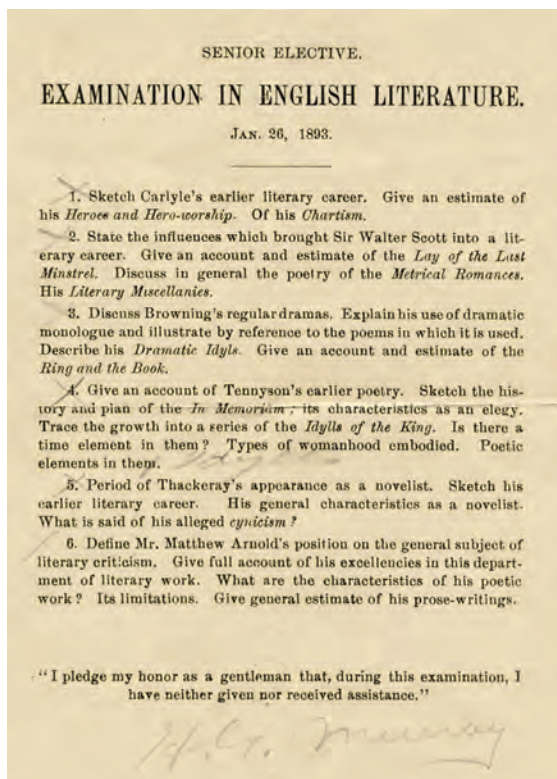 SENIOR ELECTIVE.
EXAMINATION IN ENGLISH LITERATURE.
JAN. 26, 1893.
1. Sketch Carlyle's earlier literary career. Give an estimate of
his Heroes and Hero-worship. Of his Chartism.
2. State the influences which brought Sir Walter Scott into a lit-
erary career. Give an account and estimate of the Lay of the Last
Minstrel. Discuss in general the poetry of the Metrical Romances.
His Literary Miscellanies.
3. Discuss Browning's regular dramas. Explain his use of dramatic
monologue and illustrate by reference to the poems in which it is used.
Describe his Dramatic Idyls. Give an account and estimate of the
Ring and the Book.
4. Give an account of Tennyson's earlier poetry. Sketch the his-
tory and plan of the In Memoriam; its characteristics as an elegy.
Trace the growth into a series of the Idylls of the King. Is there a
time element in them? Types of womanhood embodied. Poetic
elements in them.
5. Period of Thackeray's appearance as a novelist. Sketch his
earlier literary career. His general characteristics as a novelist.
What is said of his alleged cynicism?
6. Define Mr. Matthew Arnold's position on the general subject of
literary criticism. Give full account of his excellencies in this depart-
ment of literary work. What are the characteristics of his poetic
work? Its limitations. Give general estimate of his prose-writings.
"I pledge my honor as a gentleman that, during this examination, I
have neither given nor received assistance."
H. G. Murray